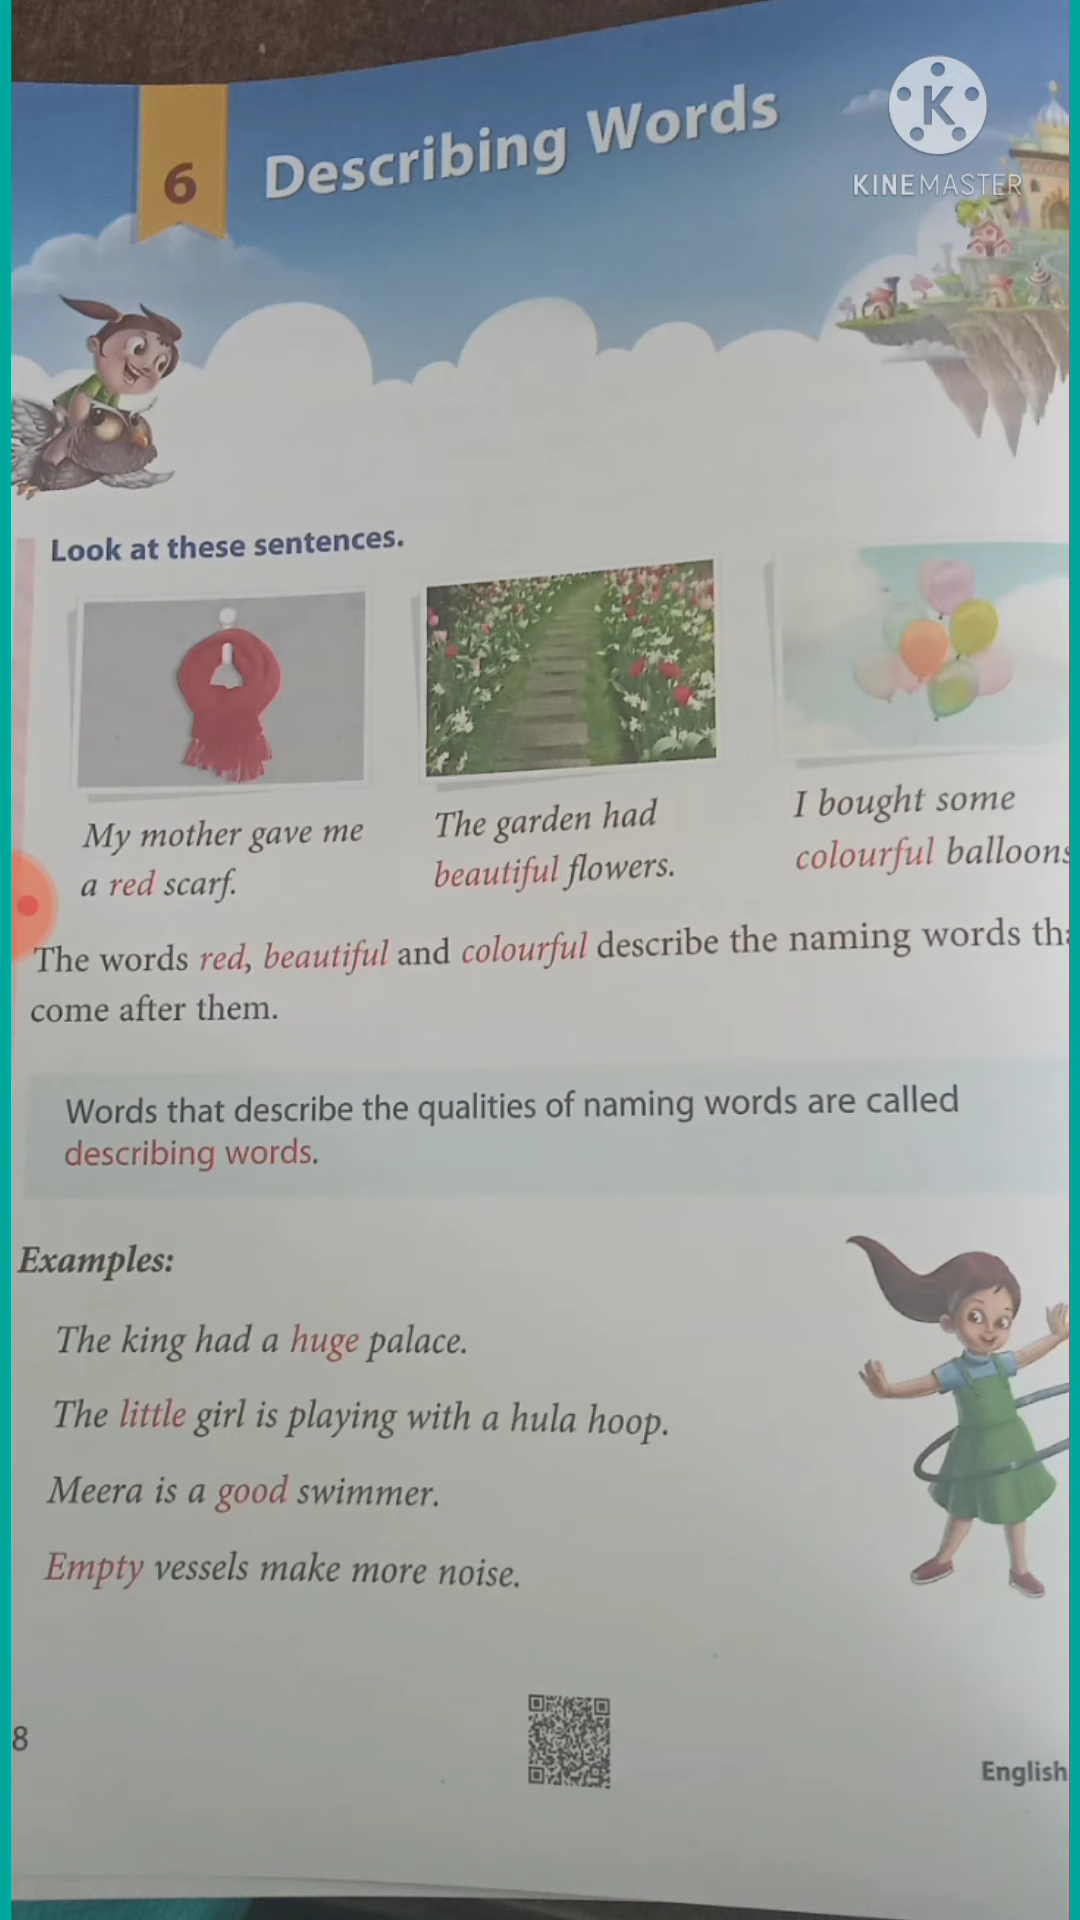 6
Describing Words
KINEMASTER
Look at these sentences.
My mother gave me
a red scarf.
The garden had
beautiful flowers.
I bought some
colourful balloons
The words red, beautiful and colourful describe the naming words tha
come after them.
Words that describe the qualities of naming words are called
describing words.
Examples:
The king had a huge palace.
The little girl is playing with a hula hoop.
Meera is a good swimmer.
Empty vessels make more noise.
8
English